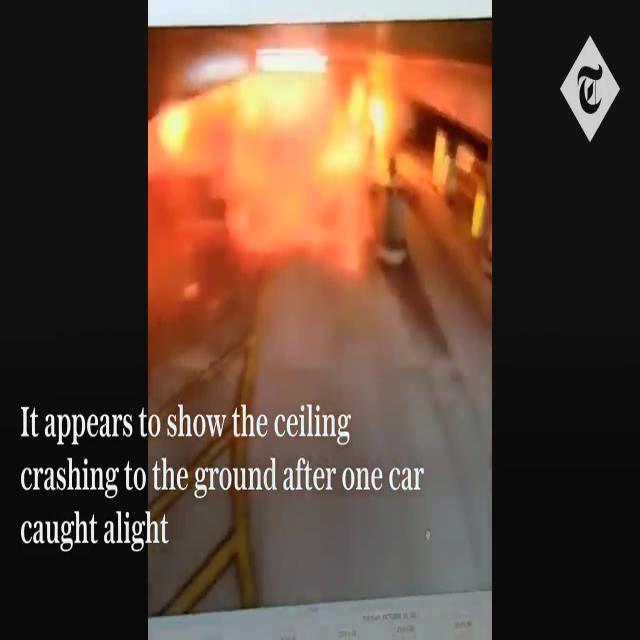 It appears to show the ceiling
crashing to the ground after one car
caught alight